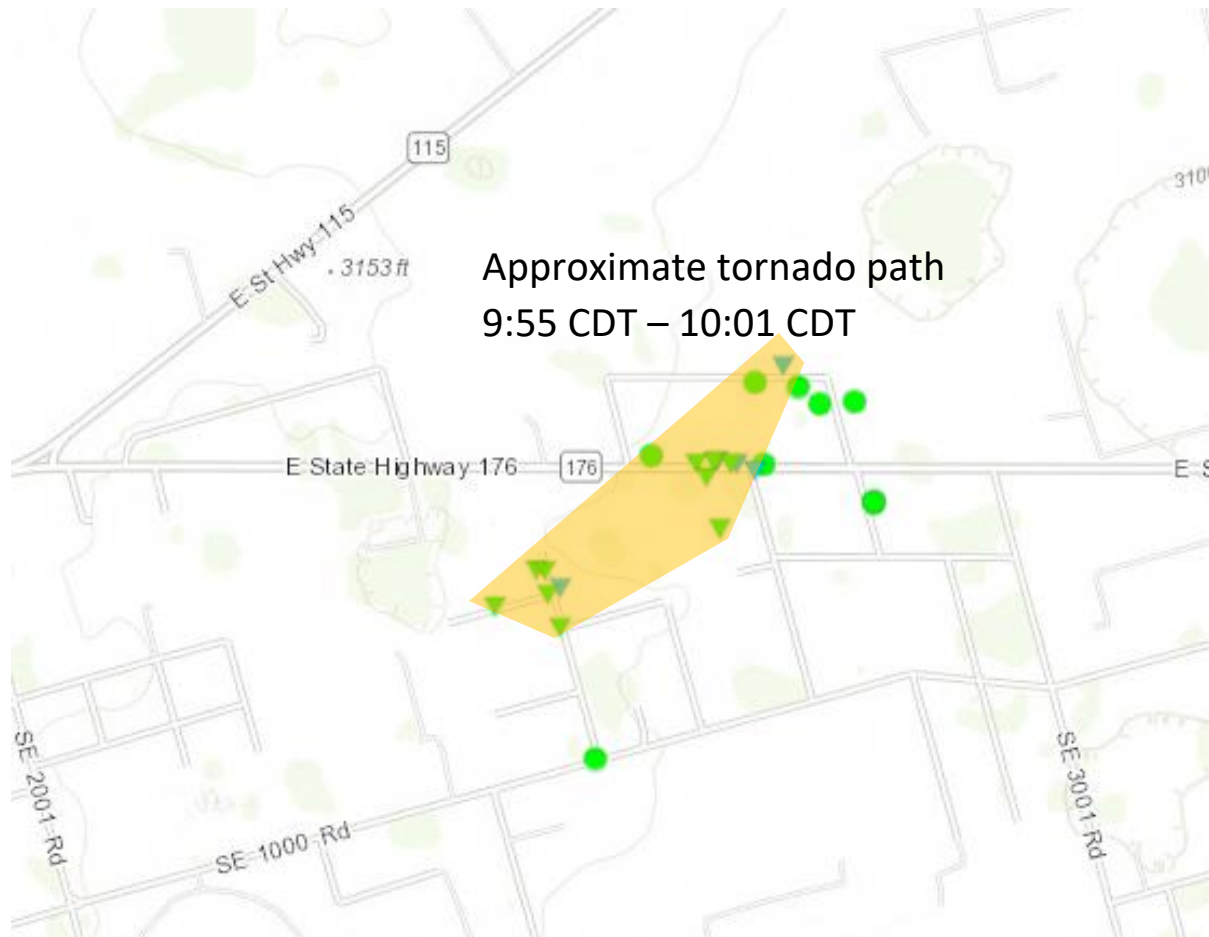 115
310
E St Hwy 115
. 3153 ft
Approximate tornado path
9:55 CDT – 10:01 CDT
E State Highway 176
176
E S
SE 2001 Rd
SE 1000 Rd
SE 3001 Rd